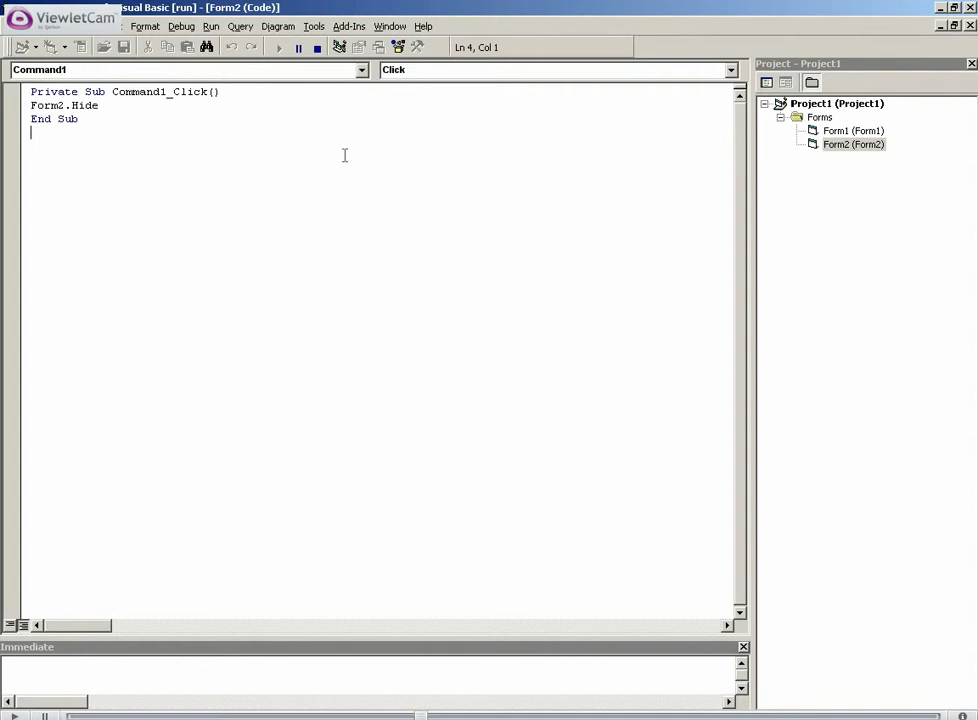 ViewletCam
isual Basic [run] - [Form2 (Code)]
Format Debug Run Query Diagram Tools Add-Ins Window Help
Ln 4, Col 1
Command1
Click
Private Sub Command1_Click()
Form2.Hide
End Sub
Project - Project1
Project1 (Project1)
Forms
Form1 (Form1)
Form2 (Form2)
Immediate